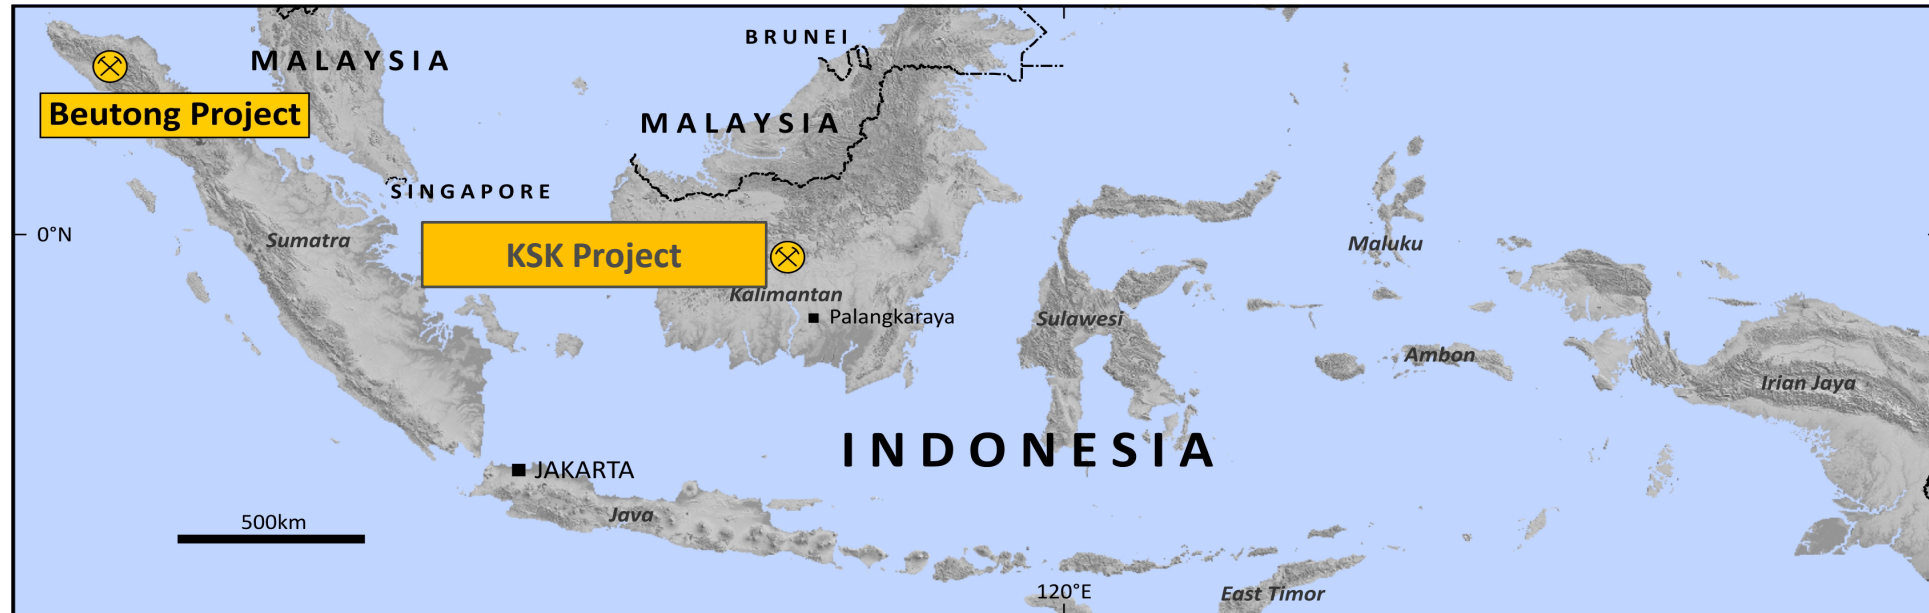 BRUNEI
MALAYSIA
Beutong Project
MALAYSIA
SINGAPORE
0°N
Sumatra
KSK Project
Maluku
Kalimantan
Palangkaraya
Sulawesi
Ambon
Irian Jaya
INDONESIA
JAKARTA
Java
500km
120°E
East Timor